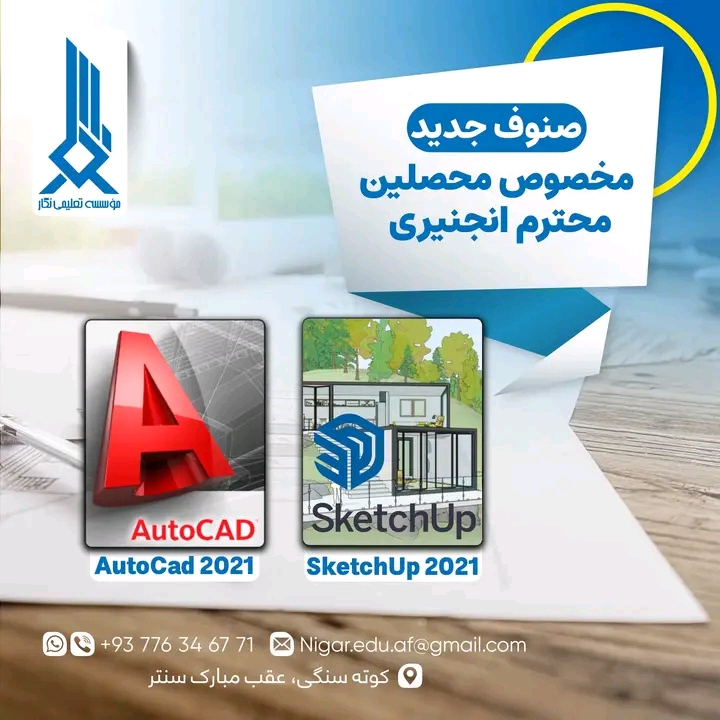 مؤسسه تعلیمی نگار
صنوف جدید
مخصوص محصلین
محترم انجنیری
AutoCAD
SketchUp
AutoCad 2021
SketchUp 2021
+93 776 34 67 71
Nigar.edu.af@gmail.com
کوته سنگی، عقب مبارک سنتر